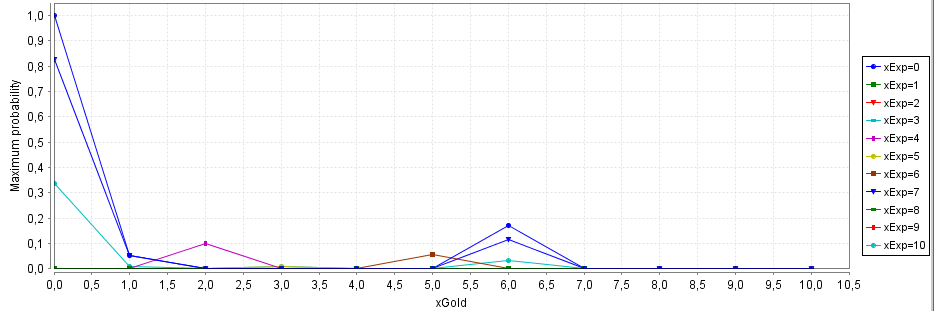 1,0
0,9
0,8
0,7
0,6
0,5
0,4
0,3
0,2
0,1
0,0
Maximum probability
0,0 0,5 1,0 1,5 2,0 2,5 3,0 3,5 4,0 4,5 5,0 5,5 6,0 6,5 7,0 7,5 8,0 8,5 9,0 9,5 10,0 10,5
xGold
xExp=0
xExp=1
xExp=2
xExp=3
xExp=4
xExp=5
xExp=6
xExp=7
xExp=8
xExp=9
xExp=10